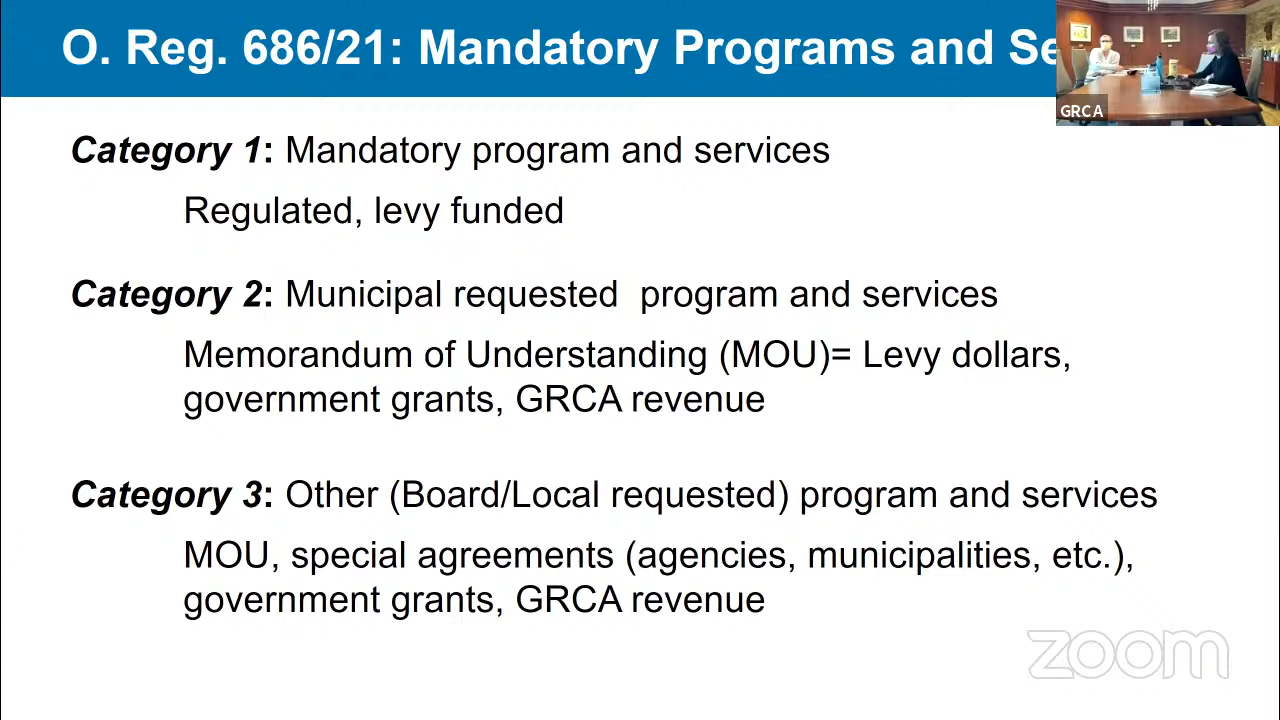 O. Reg. 686/21: Mandatory Programs and Se
GRCA
Category 1: Mandatory program and services
Regulated, levy funded
Category 2: Municipal requested  program and services
Memorandum of Understanding (MOU)= Levy dollars,
government grants, GRCA revenue
Category 3: Other (Board/Local requested) program and services
MOU, special agreements (agencies, municipalities, etc.),
government grants, GRCA revenue
zoom